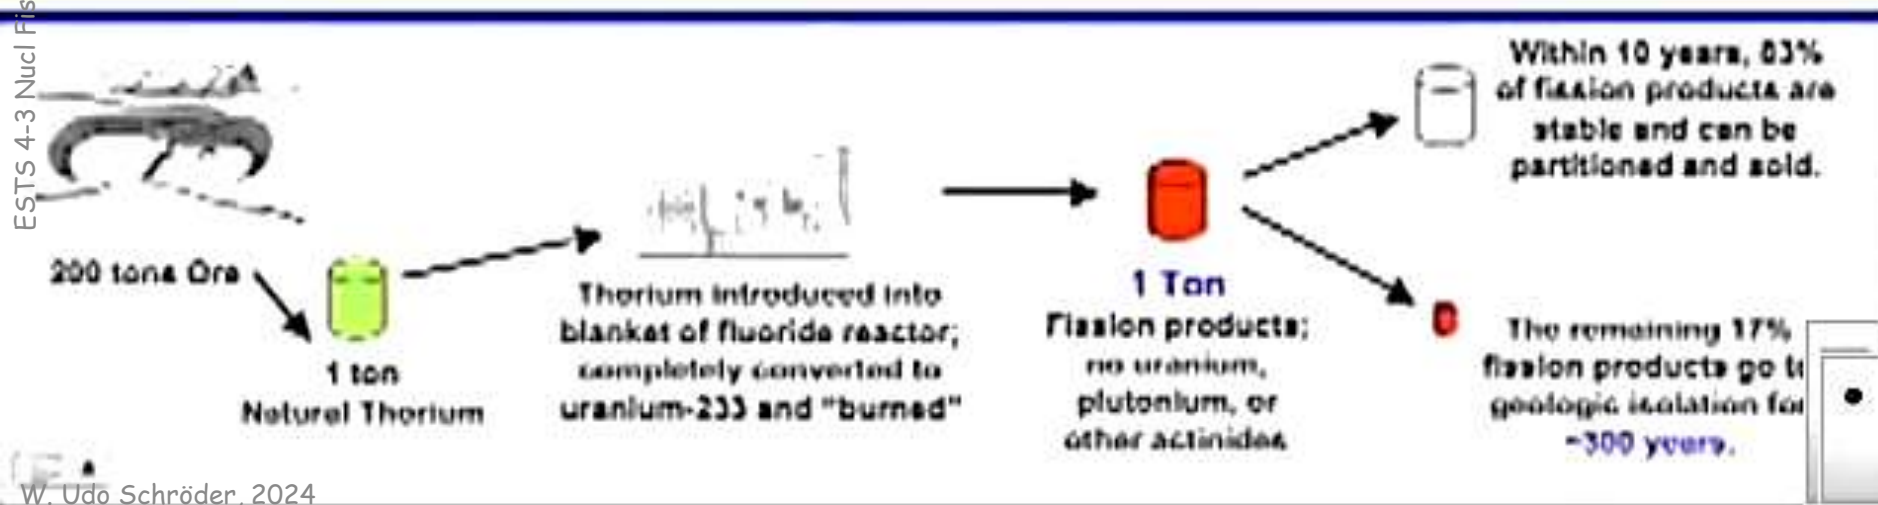 ESTS 4-3 Nucl Fis
200 tons Ore
1 ton
Natural Thorium
Thorium introduced into
blanket of fluoride reactor;
completely converted to
uranium-233 and "burned"
1 Ton
Fission products;
no uranium,
plutonium, or
other actinides
Within 10 years, 83%
of fission products are
stable and can be
partitioned and sold.
The remaining 17%
fission products go to
geologic isolation for
~300 years.
W. Udo Schröder, 2024